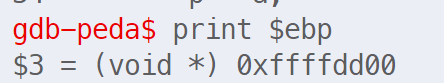 gdb-peda$ print $ebp
$3 = (void *) 0xffffdd00